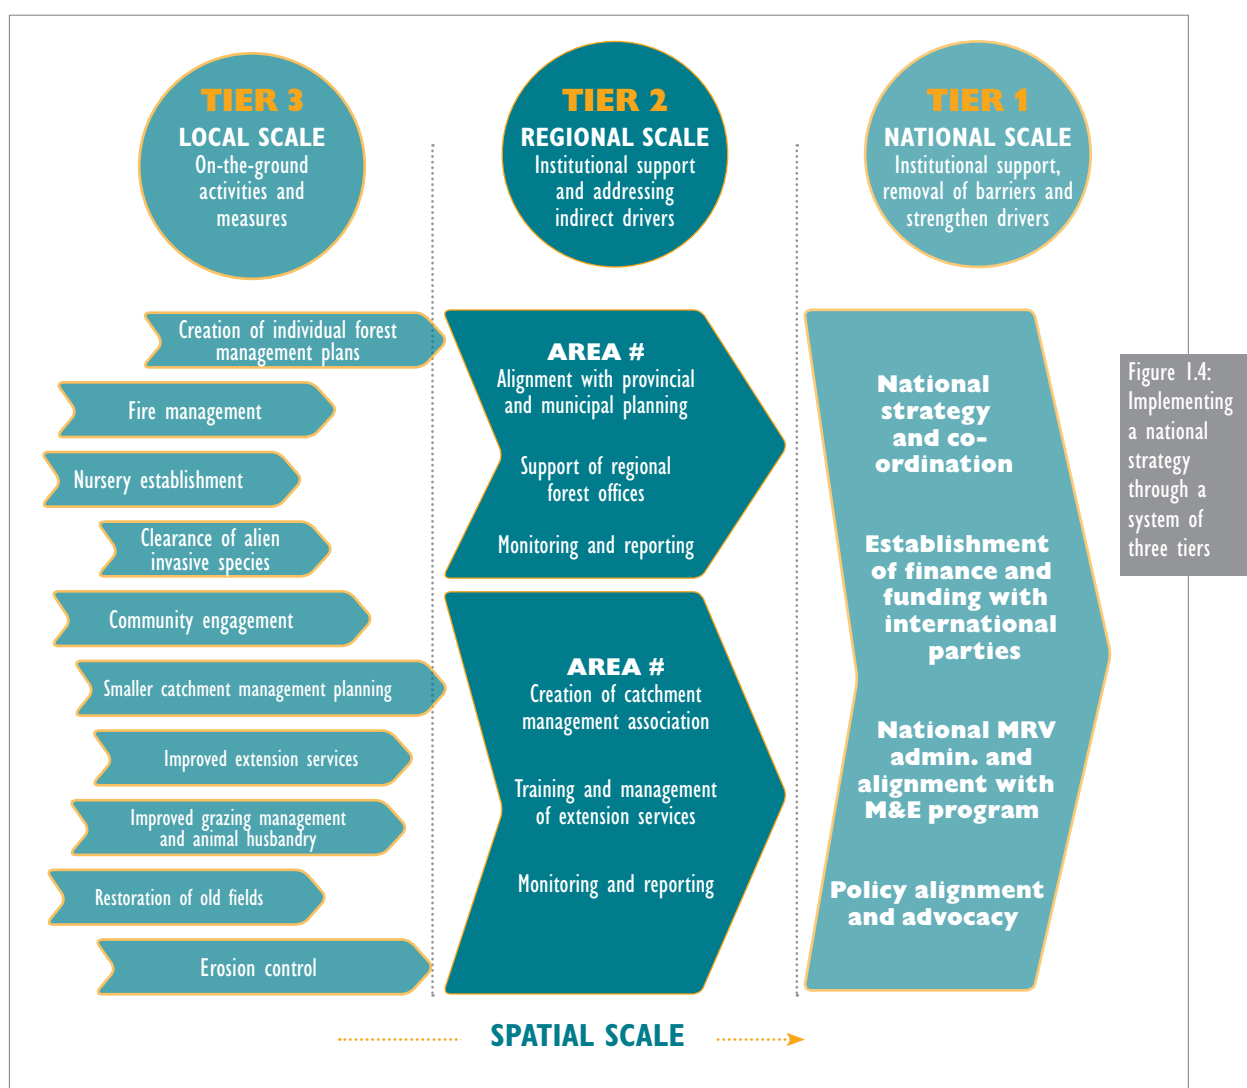 TIER 3
LOCAL SCALE
On-the-ground
activities and
measures
TIER 2
REGIONAL SCALE
Institutional support
and addressing
indirect drivers
TIER 1
NATIONAL SCALE
Institutional support,
removal of barriers and
strengthen drivers
Creation of individual forest
management plans
Fire management
Nursery establishment
Clearance of alien
invasive species
Community engagement
Smaller catchment management planning
Improved extension services
Improved grazing management
and animal husbandry
Restoration of old fields
Erosion control
AREA #
Alignment with provincial
and municipal planning
Support of regional
forest offices
Monitoring and reporting
AREA #
Creation of catchment
management association
Training and management
of extension services
Monitoring and reporting
National
strategy
and co-
ordination
Establishment
of finance and
funding with
international
parties
National MRV
admin. and
alignment with
M&E program
Policy alignment
and advocacy
Figure 1.4:
Implementing
a national
strategy
through a
system of
three tiers
SPATIAL SCALE